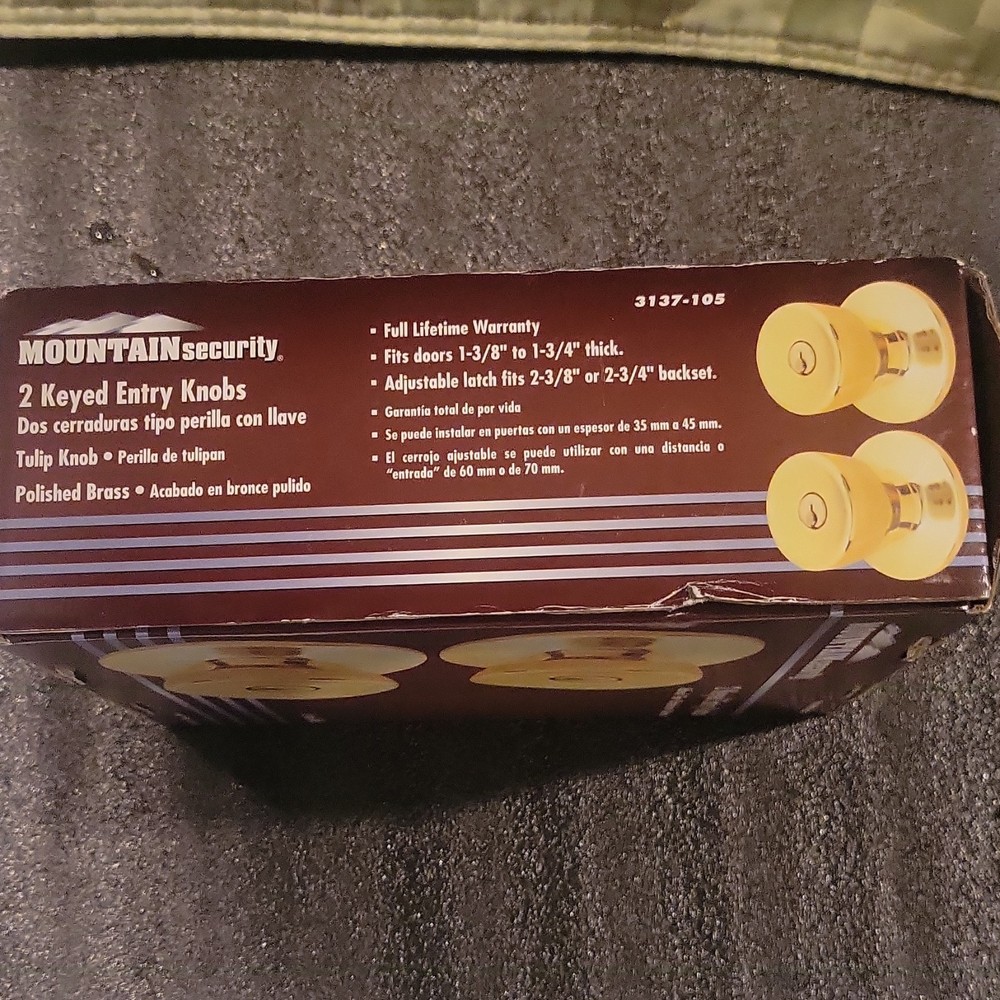 MOUNTAIN security®
2 Keyed Entry Knobs
Dos cerraduras tipo perilla con llave
Tulip Knob • Perilla de tulipan
Polished Brass • Acabado en bronce pulido
3137-105
▪ Full Lifetime Warranty
▪ Fits doors 1-3/8" to 1-3/4" thick.
▪ Adjustable latch fits 2-3/8" or 2-3/4" backset.
▪ Garantía total de por vida
▪ Se puede instalar en puertas con un espesor de 35 mm a 45 mm.
▪ El cerrojo ajustable se puede utilizar con una distancia o
"entrada" de 60 mm o de 70 mm.